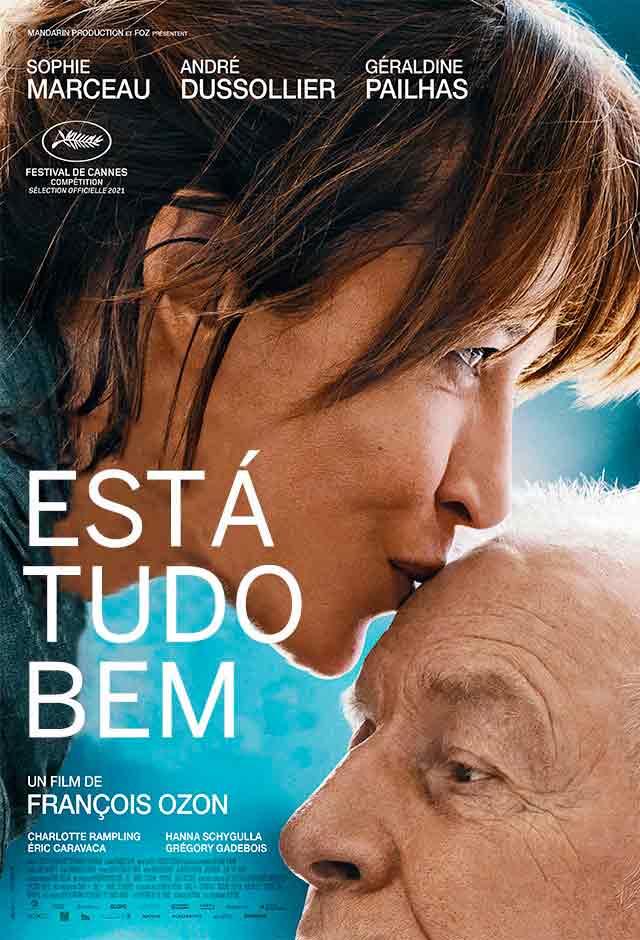 MANDARIN PRODUCTION ET FOZ PRÉSENTENT
SOPHIE MARCEAU
ANDRÉ DUSSOLLIER
GÉRALDINE PAILHAS
FESTIVAL DE CANNES
COMPÉTITION
SÉLECTION OFFICIELLE 2021
ESTÁ
TUDO
BEM
UN FILM DE
FRANÇOIS OZON
CHARLOTTE RAMPLING
HANNA SCHYGULLA
ÉRIC CARAVACA
GRÉGORY GADEBOIS